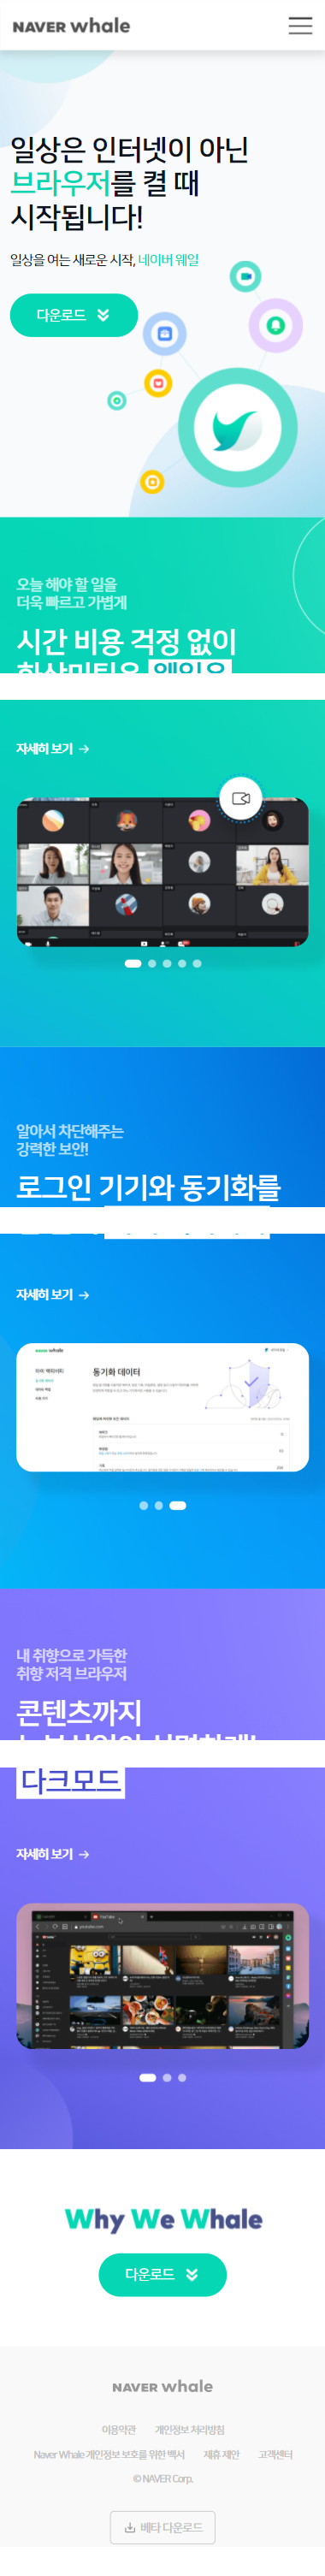 NAVER whale
일상은 인터넷이 아닌
브라우저를 켤 때
시작됩니다!
일상을 여는 새로운 시작, 네이버 웨일
다운로드
오늘 해야 할 일을
더욱 빠르고 가볍게
시간 비용 걱정 없이
화상미팅은 웨일온
자세히 보기 →
알아서 차단해주는
강력한 보안!
로그인 기기와 동기화를
자세히 보기 →
동기화 데이터
내 취향으로 가득한
취향 저격 브라우저
콘텐츠까지
다크모드
자세히 보기 →
Why We Whale
다운로드
NAVER whale
이용약관 개인정보 처리방침
Naver Whale 개인정보 보호를 위한 백서 제휴 제안 고객센터
© NAVER Corp.
베타 다운로드